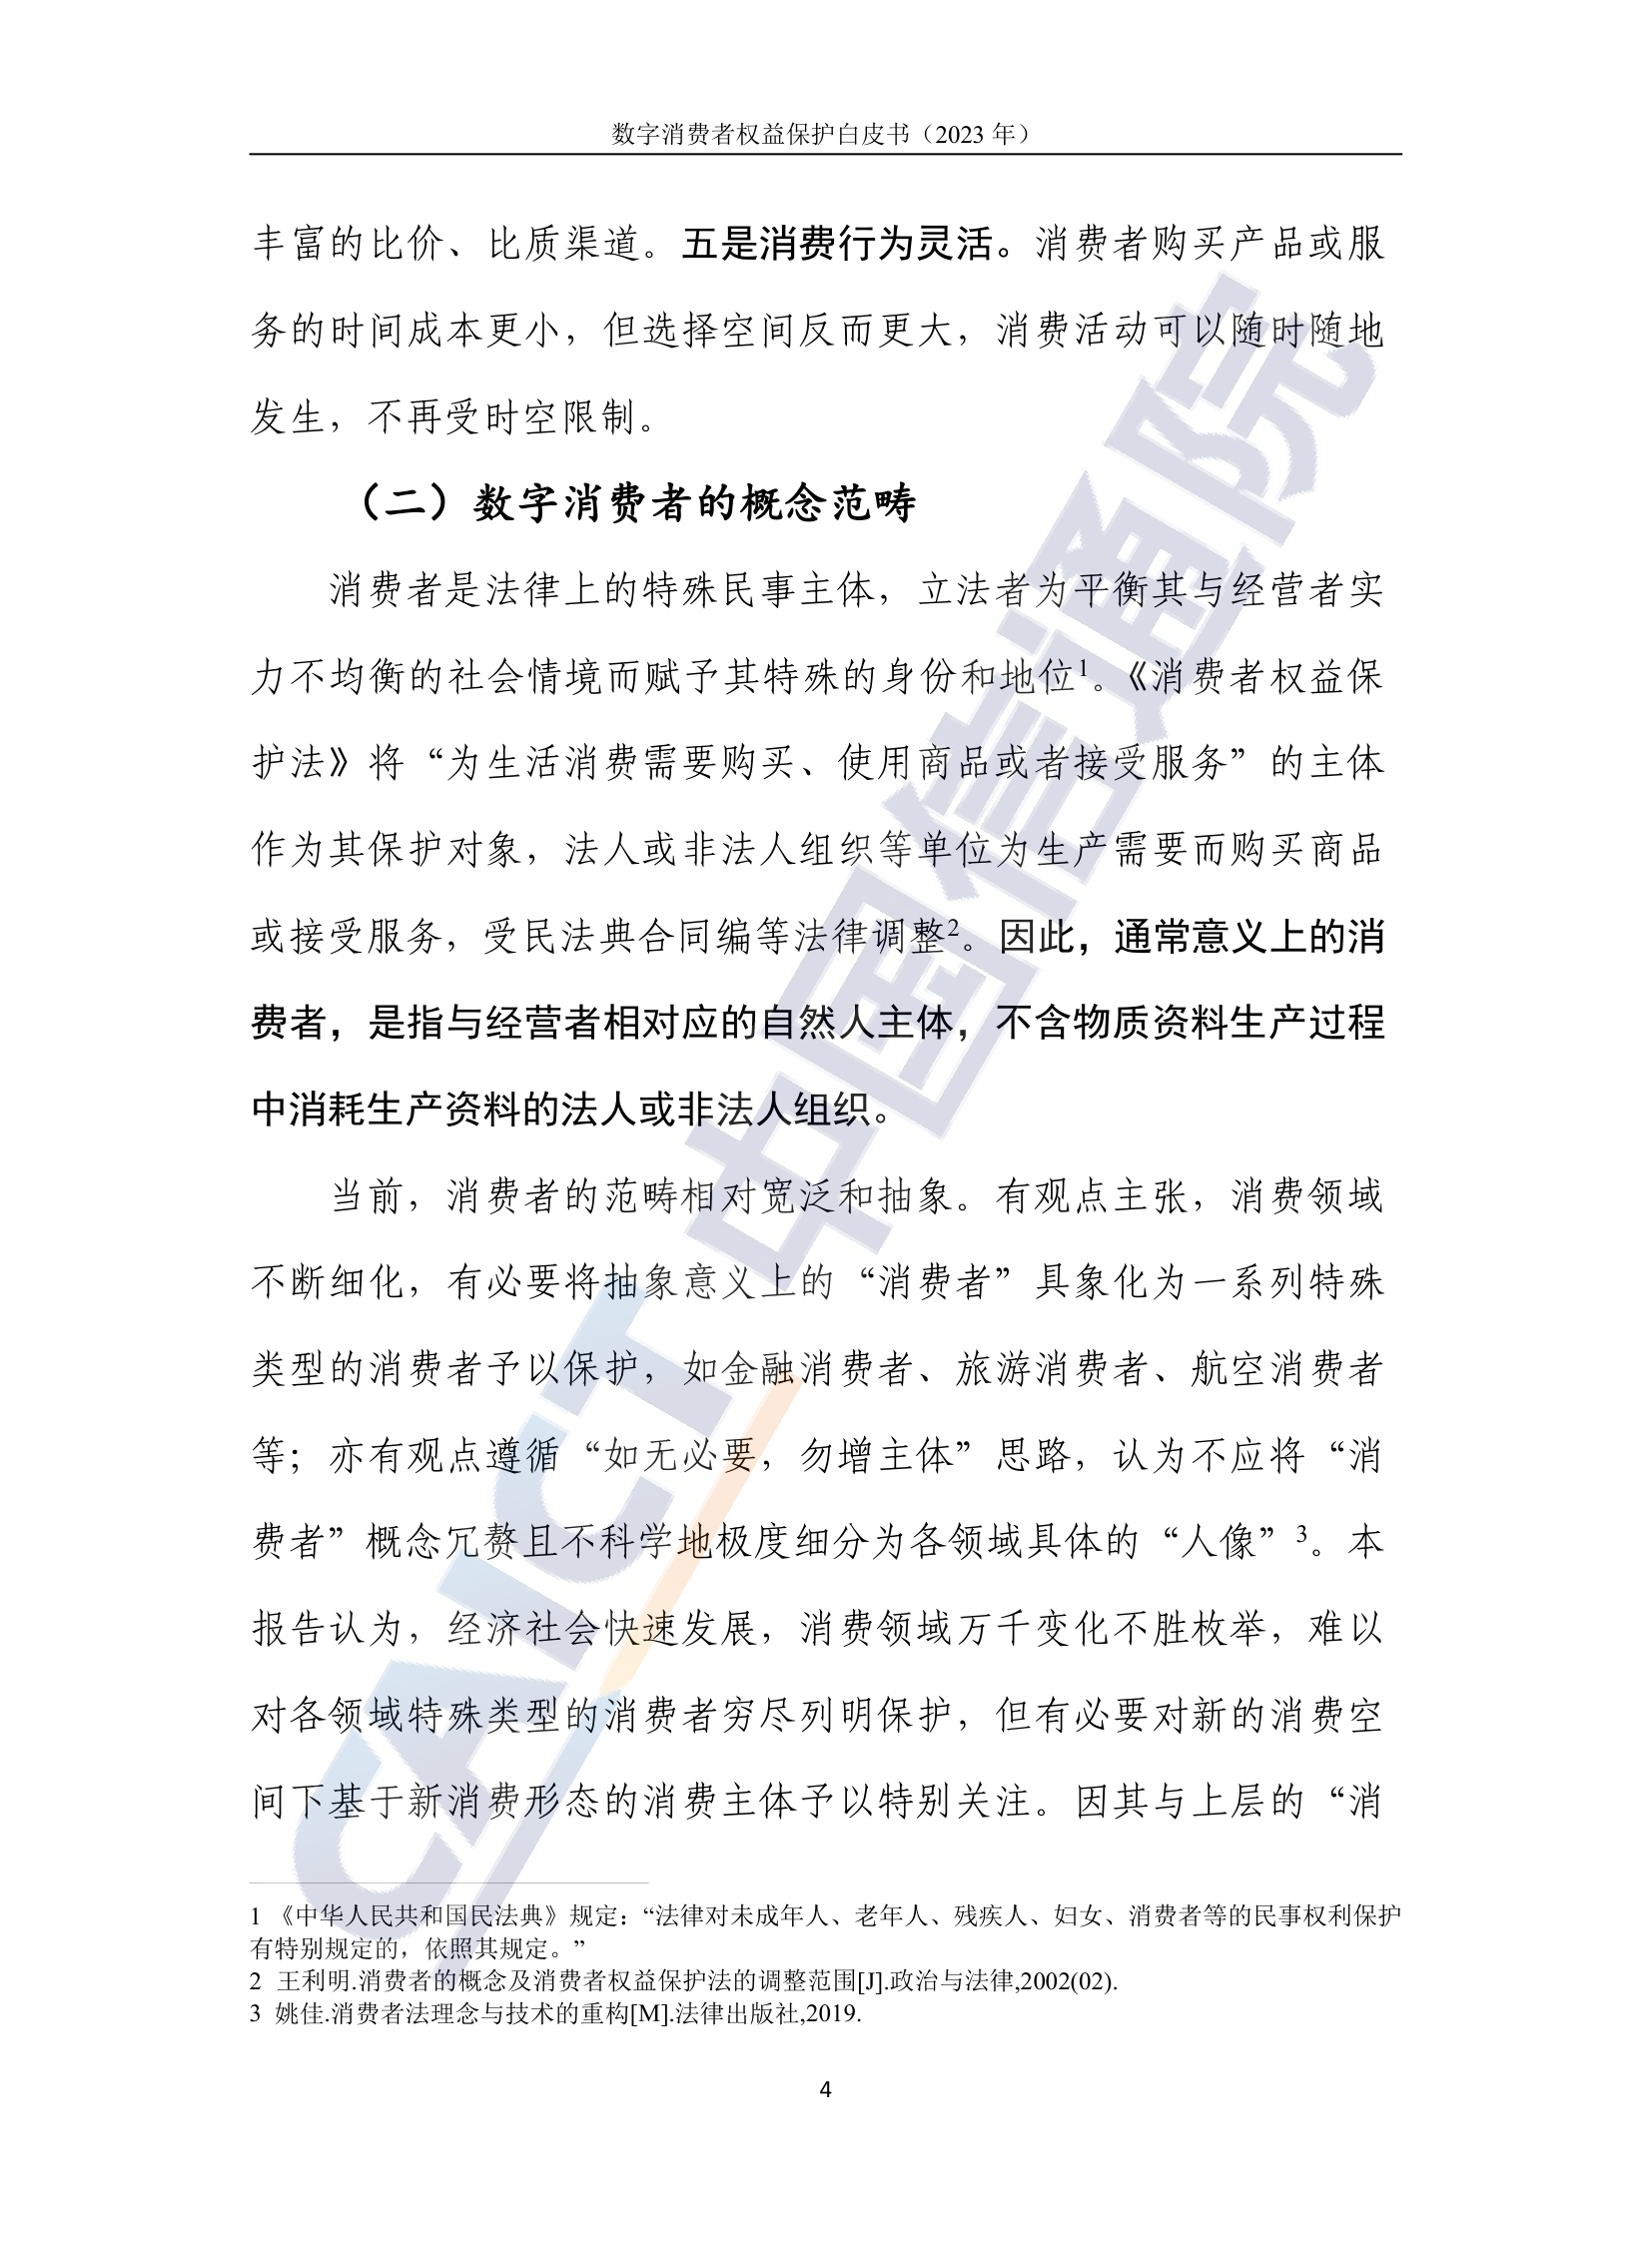 数字消费者权益保护白皮书（2023 年）
丰富的比价、比质渠道。五是消费行为灵活。消费者购买产品或服
务的时间成本更小，但选择空间反而更大，消费活动可以随时随地
发生，不再受时空限制。
（二）数字消费者的概念范畴
消费者是法律上的特殊民事主体，立法者为平衡其与经营者实
力不均衡的社会情境而赋予其特殊的身份和地位1。《消费者权益保
护法》将“为生活消费需要购买、使用商品或者接受服务”的主体
作为其保护对象，法人或非法人组织等单位为生产需要而购买商品
或接受服务，受民法典合同编等法律调整2。因此，通常意义上的消
费者，是指与经营者相对应的自然人主体，不含物质资料生产过程
中消耗生产资料的法人或非法人组织。
当前，消费者的范畴相对宽泛和抽象。有观点主张，消费领域
不断细化，有必要将抽象意义上的“消费者”具象化为一系列特殊
类型的消费者予以保护，如金融消费者、旅游消费者、航空消费者
等；亦有观点遵循“如无必要，勿增主体”思路，认为不应将“消
费者”概念冗赘且不科学地极度细分为各领域具体的“人像”3。本
报告认为，经济社会快速发展，消费领域万千变化不胜枚举，难以
对各领域特殊类型的消费者穷尽列明保护，但有必要对新的消费空
间下基于新消费形态的消费主体予以特别关注。因其与上层的“消
1 《中华人民共和国民法典》规定：“法律对未成年人、老年人、残疾人、妇女、消费者等的民事权利保护
有特别规定的，依照其规定。”
2 王利明.消费者的概念及消费者权益保护法的调整范围[J].政治与法律,2002(02).
3 姚佳.消费者法理念与技术的重构[M].法律出版社,2019.
4
CAICT 中国信通院